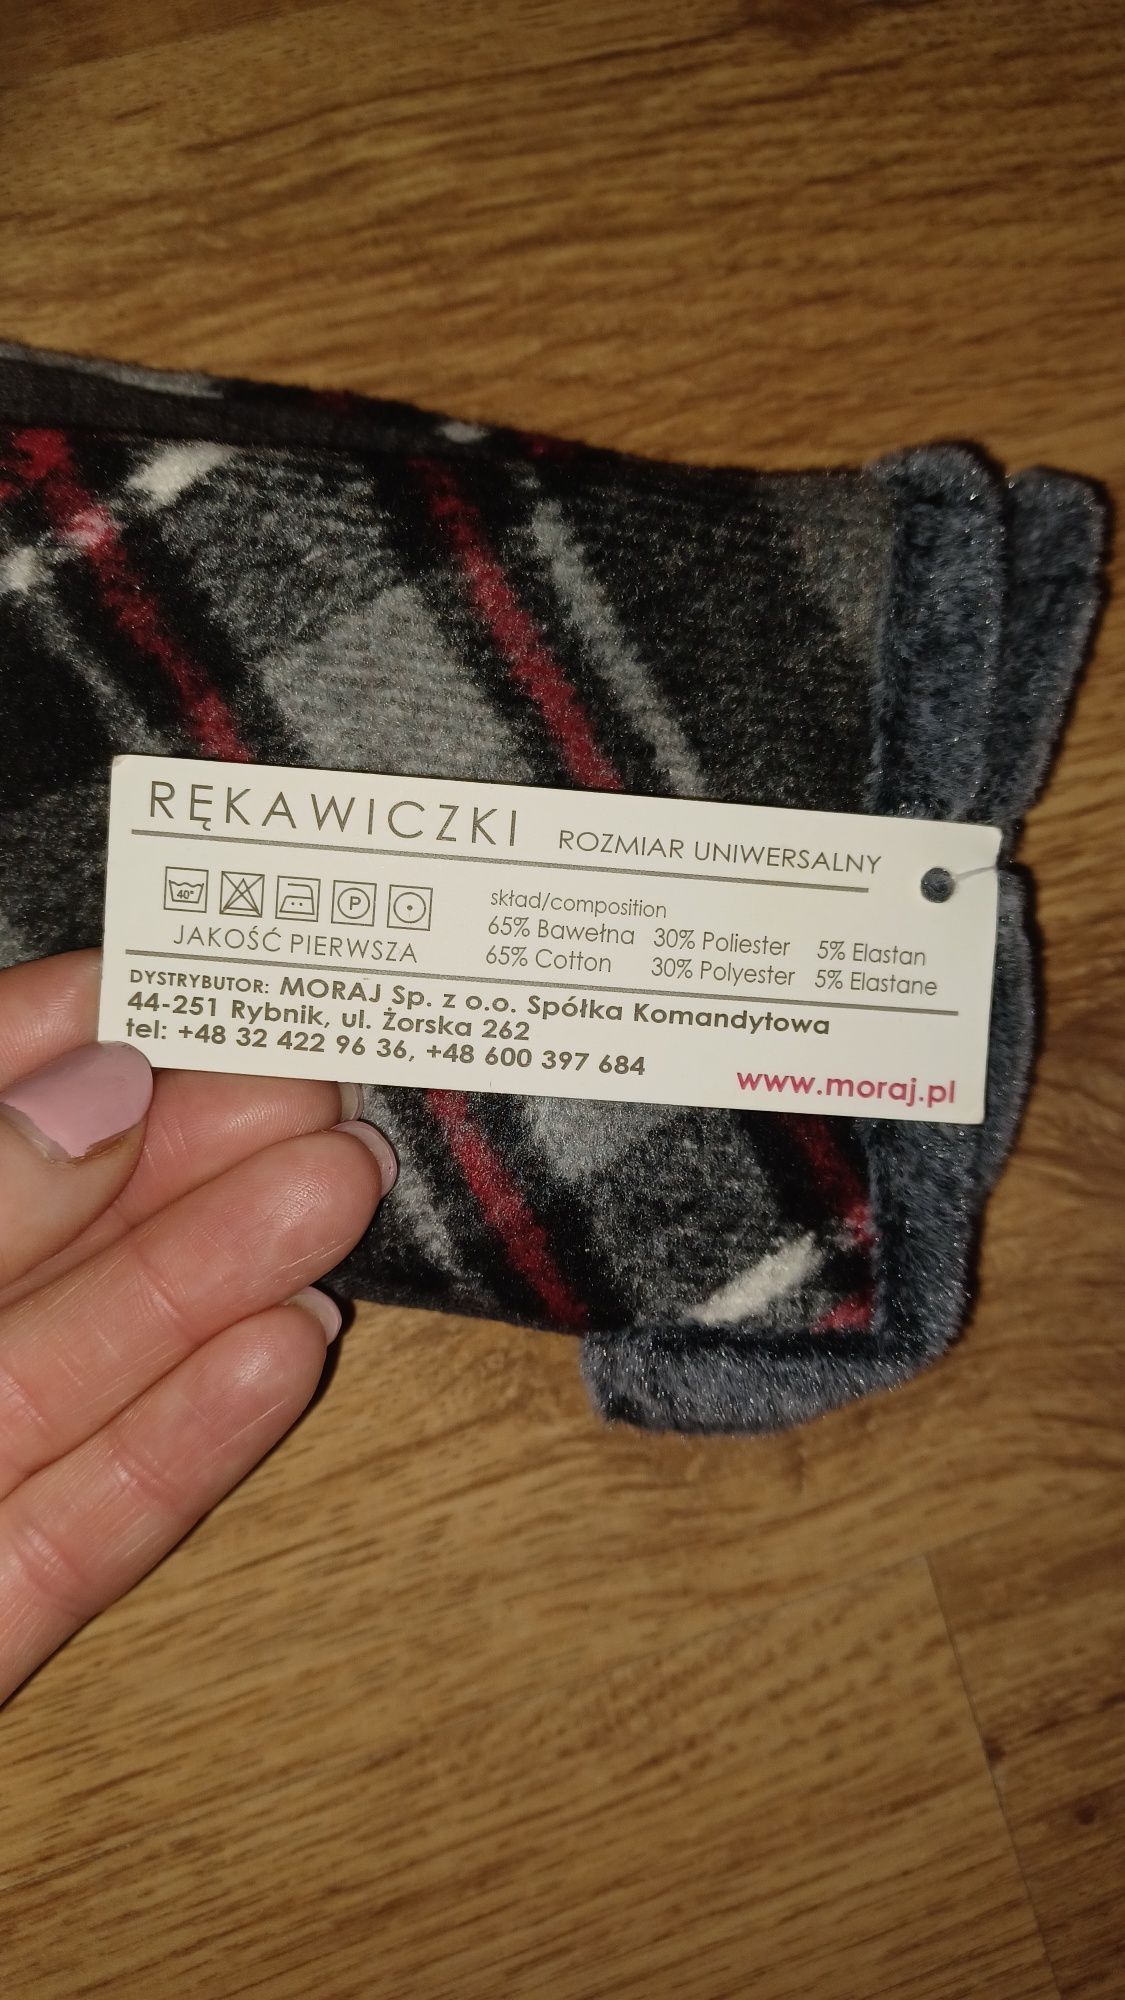 RĘKAWICZKI ROZMIAR UNIWERSALNY
40° P
JAKOŚĆ PIERWSZA
skład/composition
65% Bawełna 30% Poliester 5% Elastan
65% Cotton 30% Polyester 5% Elastane
DYSTRYBUTOR: MORAJ Sp. z o.o. Spółka Komandytowa
44-251 Rybnik, ul. Żorska 262
tel: +48 32 422 96 36, +48 600 397 684
www.moraj.pl